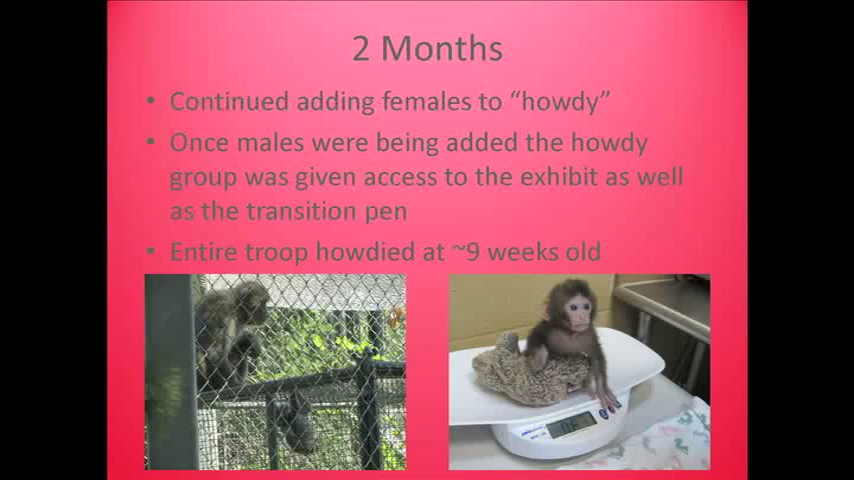 2 Months
• Continued adding females to “howdy”
• Once males were being added the howdy
group was given access to the exhibit as well
as the transition pen
• Entire troop howdied at ~9 weeks old